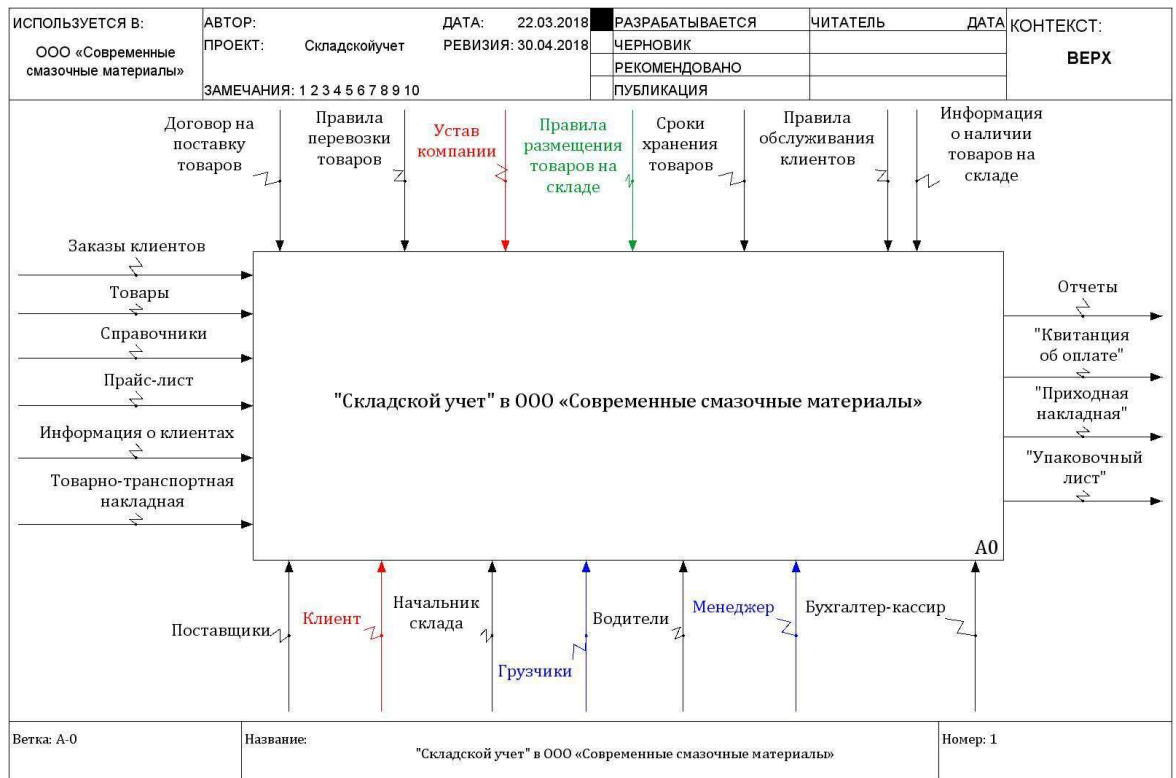 ИСПОЛЬЗУЕТСЯ В:
ООО «Современные
смазочные материалы»
АВТОР:
ДАТА: 22.03.2018
ПРОЕКТ: Складскойучет
РЕВИЗИЯ: 30.04.2018
ЗАМЕЧАНИЯ: 1 2 3 4 5 6 7 8 9 10
РАЗРАБАТЫВАЕТСЯ
ЧЕРНОВИК
РЕКОМЕНДОВАНО
ПУБЛИКАЦИЯ
ЧИТАТЕЛЬ
ДАТА
КОНТЕКСТ:
ВЕРХ
Договор на
поставку
товаров
Правила
перевозки
товаров
Устав
компании
Правила
размещения
товаров на
складе
Сроки
хранения
товаров
Правила
обслуживания
клиентов
Информация
о наличии
товаров на
складе
Заказы клиентов
Товары
Справочники
Прайс-лист
Информация о клиентах
Товарно-транспортная
накладная
"Складской учет" в ООО «Современные смазочные материалы»
A0
Отчеты
"Квитанция
об оплате"
"Приходная
накладная"
"Упаковочный
лист"
Поставщики
Клиент
Начальник
склада
Грузчики
Водители
Менеджер
Бухгалтер-кассир
Ветка: A-0
Название:
"Складской учет" в ООО «Современные смазочные материалы»
Номер: 1